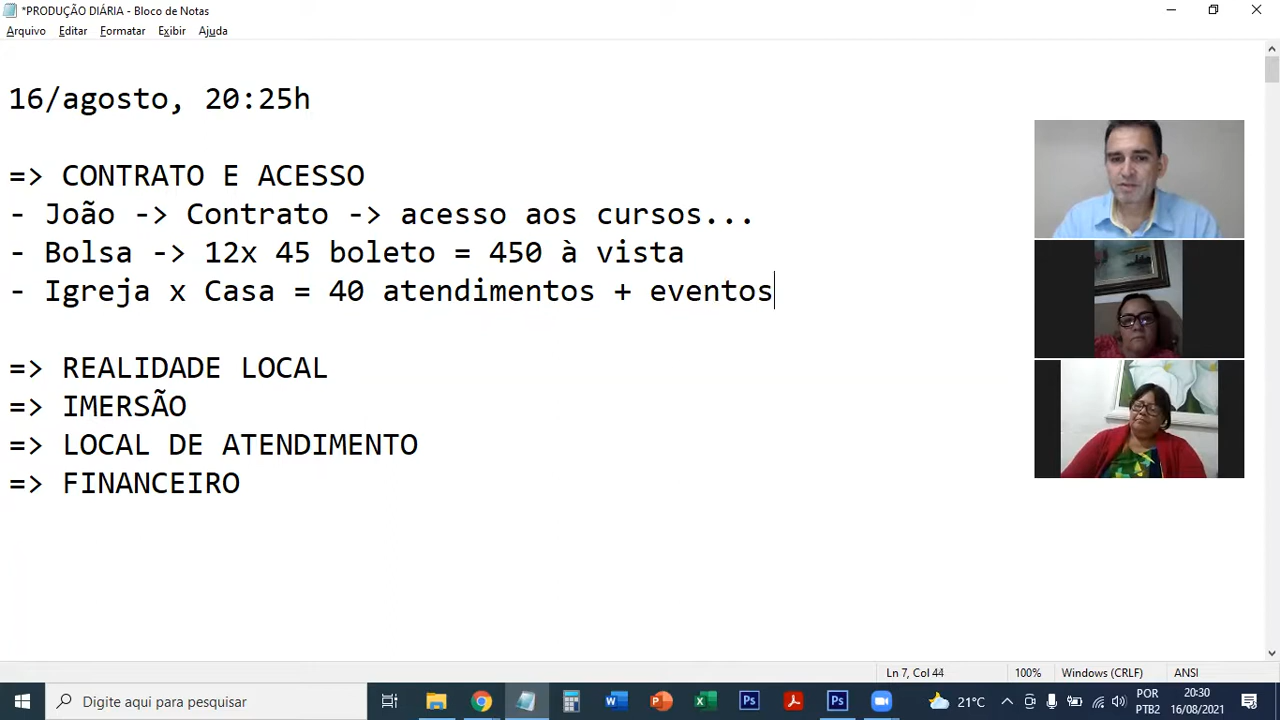 *PRODUÇÃO DIÁRIA - Bloco de Notas
Arquivo Editar Formatar Exibir Ajuda
16/agosto, 20:25h
=> CONTRATO E ACESSO
- João -> Contrato -> acesso aos cursos...
- Bolsa -> 12x 45 boleto = 450 à vista
- Igreja x Casa = 40 atendimentos + eventos
=> REALIDADE LOCAL
=> IMERSÃO
=> LOCAL DE ATENDIMENTO
=> FINANCEIRO
Ln 7, Col 44 100% Windows (CRLF) ANSI
Digite aqui para pesquisar
Ps
Ps
21°C
POR
PTB2
20:30
16/08/2021